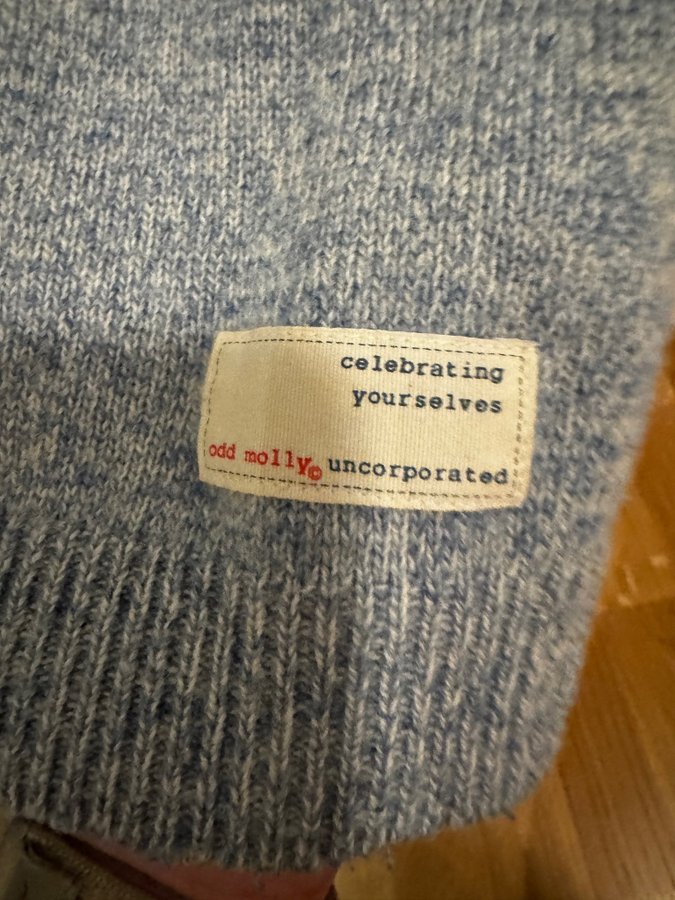 celebrating
yourselves
odd molly© uncorporated